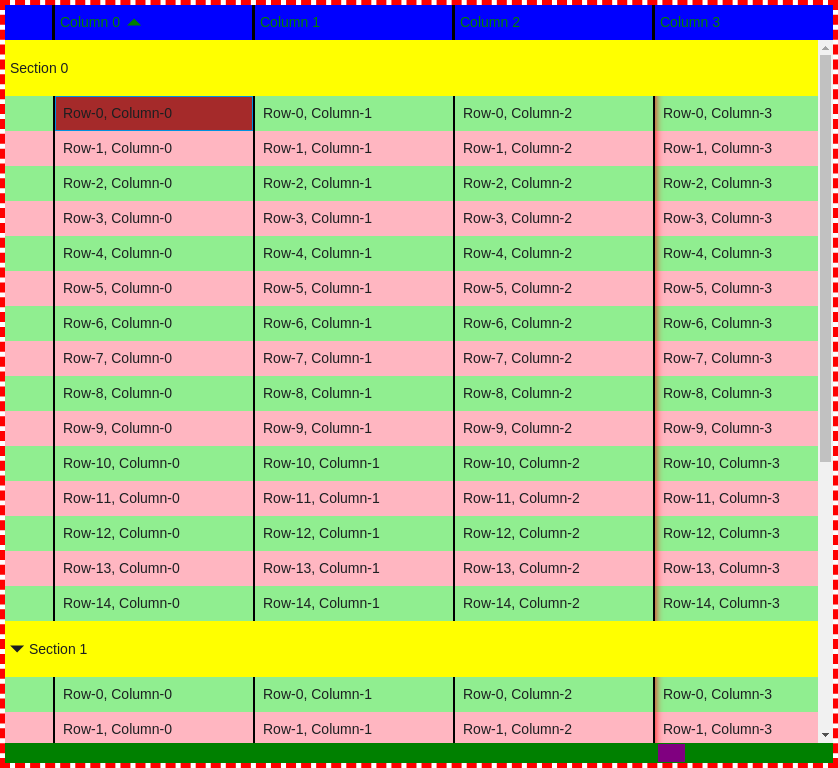 Column 0 Column 1 Column 2 Column 3
Section 0
Row-0, Column-0 Row-0, Column-1 Row-0, Column-2 Row-0, Column-3
Row-1, Column-0 Row-1, Column-1 Row-1, Column-2 Row-1, Column-3
Row-2, Column-0 Row-2, Column-1 Row-2, Column-2 Row-2, Column-3
Row-3, Column-0 Row-3, Column-1 Row-3, Column-2 Row-3, Column-3
Row-4, Column-0 Row-4, Column-1 Row-4, Column-2 Row-4, Column-3
Row-5, Column-0 Row-5, Column-1 Row-5, Column-2 Row-5, Column-3
Row-6, Column-0 Row-6, Column-1 Row-6, Column-2 Row-6, Column-3
Row-7, Column-0 Row-7, Column-1 Row-7, Column-2 Row-7, Column-3
Row-8, Column-0 Row-8, Column-1 Row-8, Column-2 Row-8, Column-3
Row-9, Column-0 Row-9, Column-1 Row-9, Column-2 Row-9, Column-3
Row-10, Column-0 Row-10, Column-1 Row-10, Column-2 Row-10, Column-3
Row-11, Column-0 Row-11, Column-1 Row-11, Column-2 Row-11, Column-3
Row-12, Column-0 Row-12, Column-1 Row-12, Column-2 Row-12, Column-3
Row-13, Column-0 Row-13, Column-1 Row-13, Column-2 Row-13, Column-3
Row-14, Column-0 Row-14, Column-1 Row-14, Column-2 Row-14, Column-3
Section 1
Row-0, Column-0 Row-0, Column-1 Row-0, Column-2 Row-0, Column-3
Row-1, Column-0 Row-1, Column-1 Row-1, Column-2 Row-1, Column-3